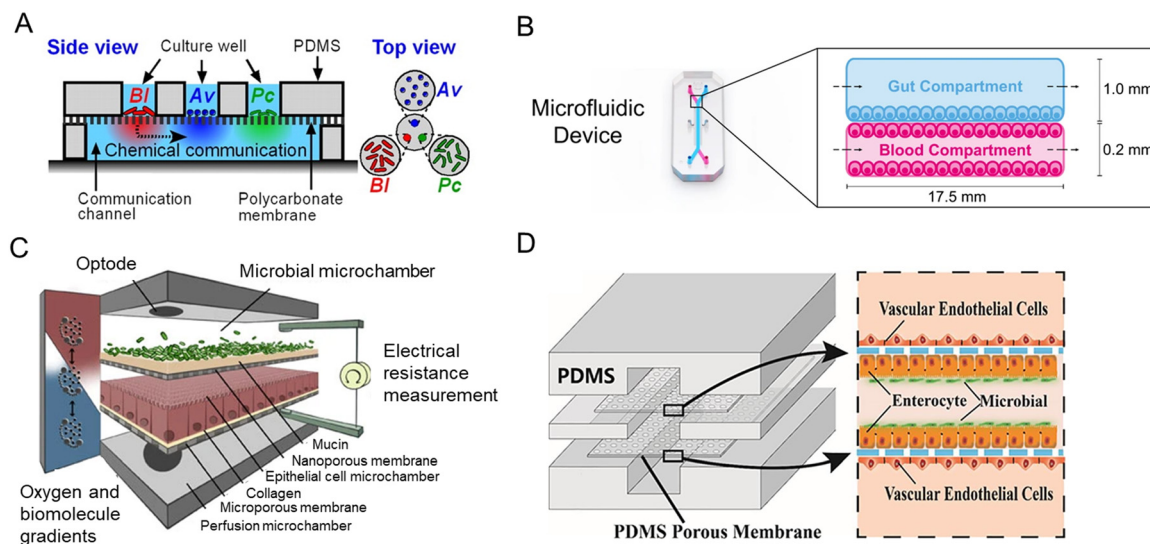 A
Side view
Culture well
PDMS
Top view
Bl
Av
Pc
Av
Chemical communication
Bl
Pc
Communication
channel
Polycarbonate
membrane
B
Microfluidic
Device
Gut Compartment
1.0 mm
Blood Compartment
0.2 mm
17.5 mm
C
Optode
Microbial microchamber
Electrical
resistance
measurement
Mucin
Nanoporous membrane
Epithelial cell microchamber
Collagen
Microporous membrane
Perfusion microchamber
Oxygen and
biomolecule
gradients
D
PDMS
Vascular Endothelial Cells
Enterocyte
Microbial
Vascular Endothelial Cells
PDMS Porous Membrane